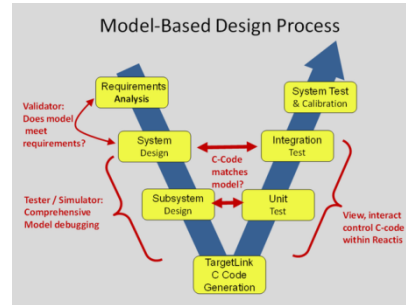 Model-Based Design Process
Requirements
Analysis
System Test
& Calibration
Validator:
Does model
meet
requirements?
System
Design
C-Code
matches
model?
Integration
Test
Tester / Simulator:
Comprehensive
Model debugging
Subsystem
Design
Unit
Test
View, interact
control C-code
within Reactis
TargetLink
C Code
Generation